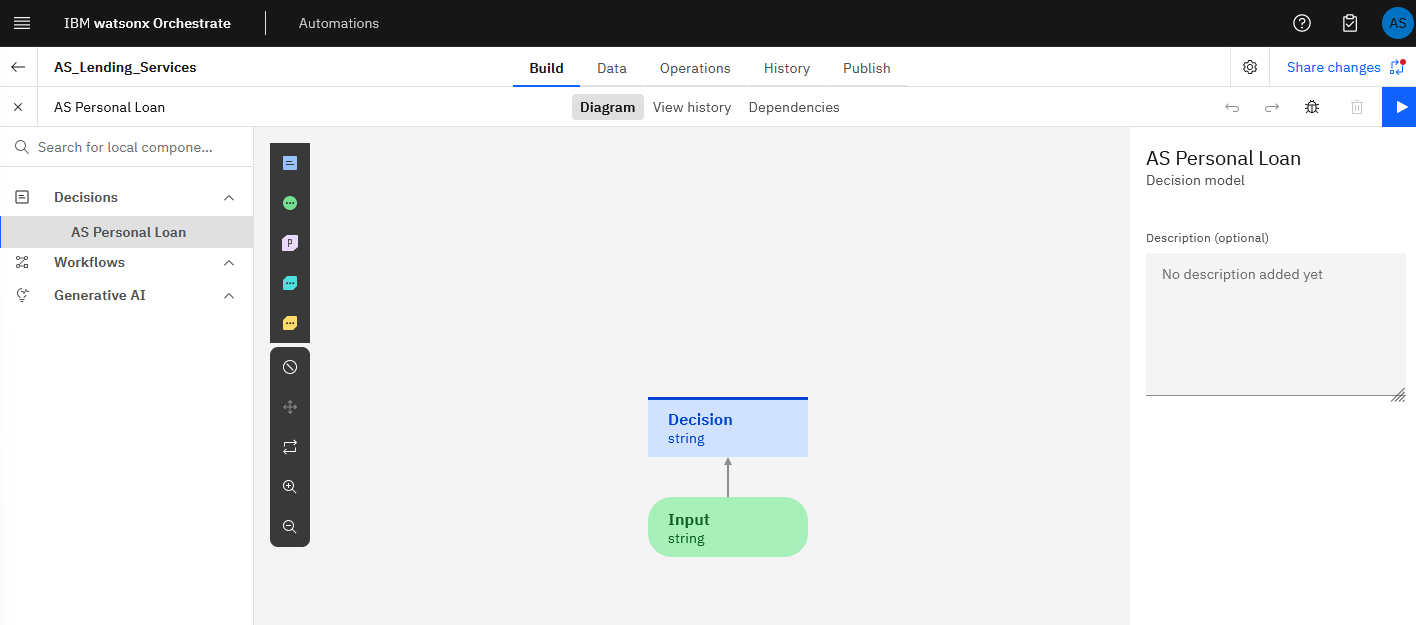 IBM watsonx Orchestrate
Automations
AS
AS_Lending_Services
Build
Data
Operations
History
Publish
Share changes
AS Personal Loan
Diagram
View history
Dependencies
Search for local compone...
Decisions
AS Personal Loan
Workflows
Generative AI
P
Decision
string
Input
string
AS Personal Loan
Decision model
Description (optional)
No description added yet